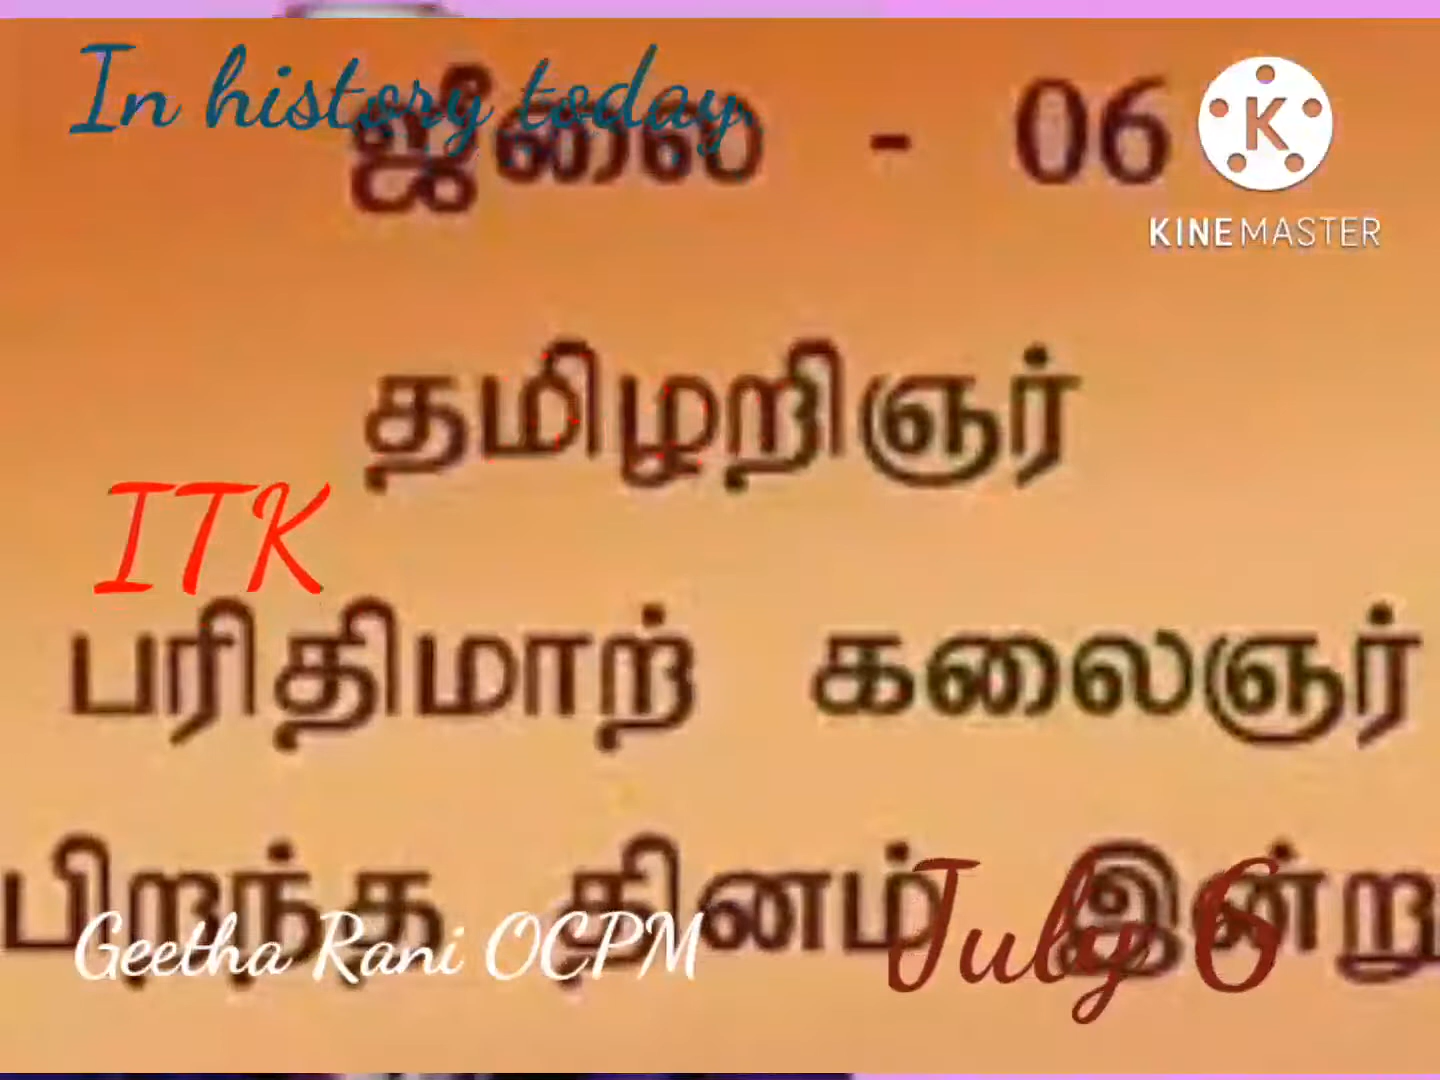 In history today
ஜீலை - 06
KINEMASTER
தமிழறிஞர்
ITK
பரிதிமாற் கலைஞர்
பிறந்த தினம் இன்று
Geetha Rani OCPM
July 6